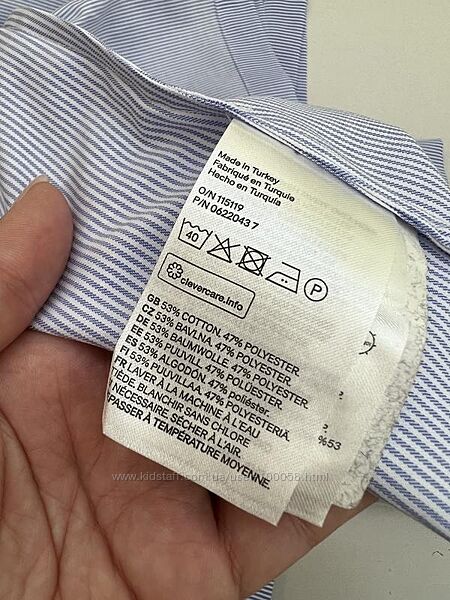 Made in Turkey
Fabriqué en Turquie
Hecho en Turquía
O/N 115119
P/N 0622043 7
40
P
clevercare.info
GB 53% COTTON. 47% POLYESTER.
CZ 53% BAVLNA. 47% POLYESTER.
DE 53% BAUMWOLLE. 47% POLYESTER.
EE 53% PUUVILL. 47% POLÜESTER.
ES 53% ALGODÓN. 47% poliéster.
FI 53% PUUVILLAA. 47% POLYESTERIÄ.
FR LAVER À LA MACHINE À L'EAU
TIÈDE. BLANCHIR SANS CHLORE
NÉCESSAIRE. SÉCHER À L'AIR.
REPASSER À TEMPÉRATURE MOYENNE.
%53